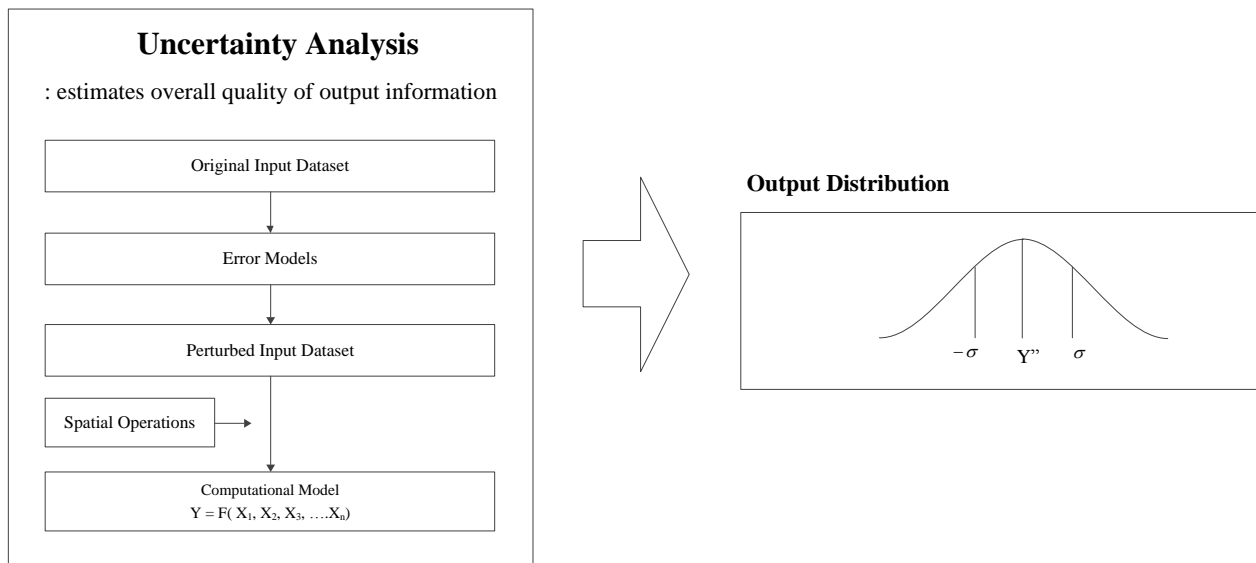 Uncertainty Analysis
: estimates overall quality of output information
Original Input Dataset
Error Models
Perturbed Input Dataset
Spatial Operations
Computational Model
Y = F( X₁, X₂, X₃, ….Xₙ)
Output Distribution
−σ Y” σ